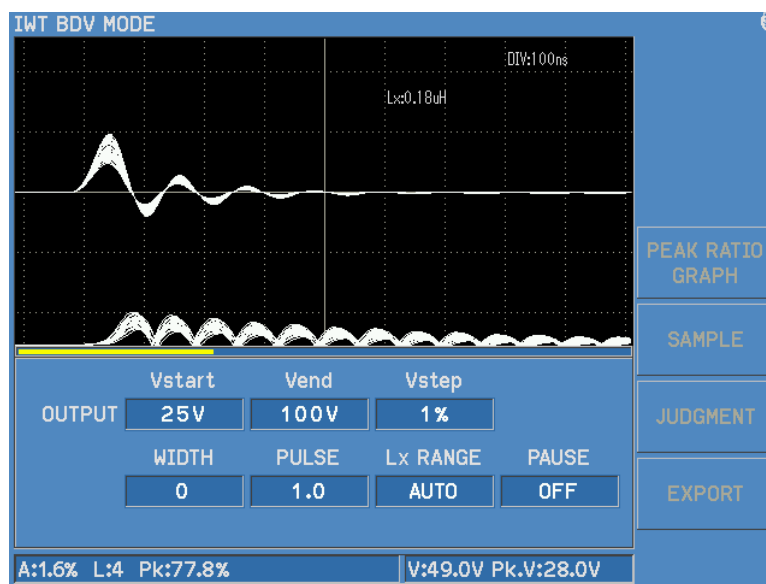 IWT BDV MODE
DIV:100ns
Lx:0.18uH
PEAK RATIO
GRAPH
SAMPLE
JUDGMENT
EXPORT
Vstart Vend Vstep
OUTPUT 25V 100V 1%
WIDTH PULSE Lx RANGE PAUSE
0 1.0 AUTO OFF
A:1.6% L:4 Pk:77.8% V:49.0V Pk.V:28.0V